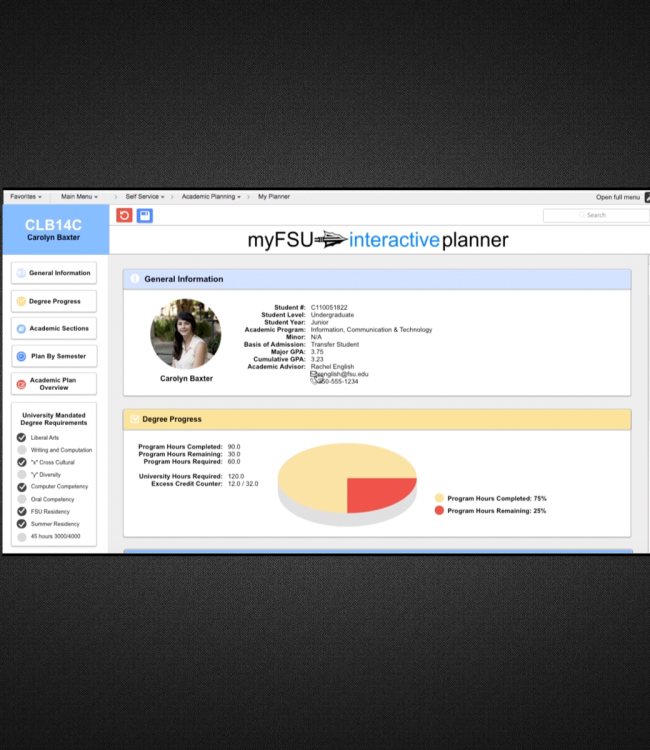 Favorites
Main Menu
Self Service
Academic Planning
My Planner
Open full menu
CLB14C
Carolyn Baxter
Search
myFSU interactive planner
General Information
Degree Progress
Academic Sections
Plan By Semester
Academic Plan
Overview
University Mandated
Degree Requirements
Liberal Arts
Writing and Computation
"x" Cross Cultural
"y" Diversity
Computer Competency
Oral Competency
FSU Residency
Summer Residency
45 hours 3000/4000
General Information
Carolyn Baxter
Student #: C110051822
Student Level: Undergraduate
Student Year: Junior
Academic Program: Information, Communication & Technology
Minor: N/A
Basis of Admission: Transfer Student
Major GPA: 3.75
Cumulative GPA: 3.23
Academic Advisor: Rachel English
Degree Progress
Program Hours Completed: 90.0
Program Hours Remaining: 30.0
Program Hours Required: 60.0
University Hours Required: 120.0
Excess Credit Counter: 12.0 / 32.0
Program Hours Completed: 75%
Program Hours Remaining: 25%